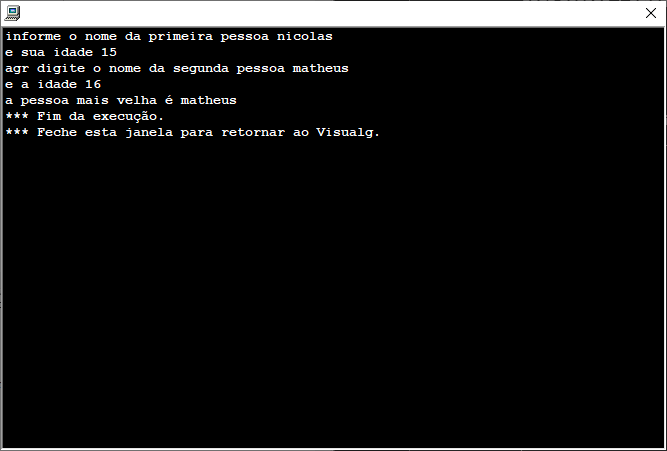 informe o nome da primeira pessoa nicolas
e sua idade 15
agr digite o nome da segunda pessoa matheus
e a idade 16
a pessoa mais velha é matheus
*** Fim da execução.
*** Feche esta janela para retornar ao Visualg.